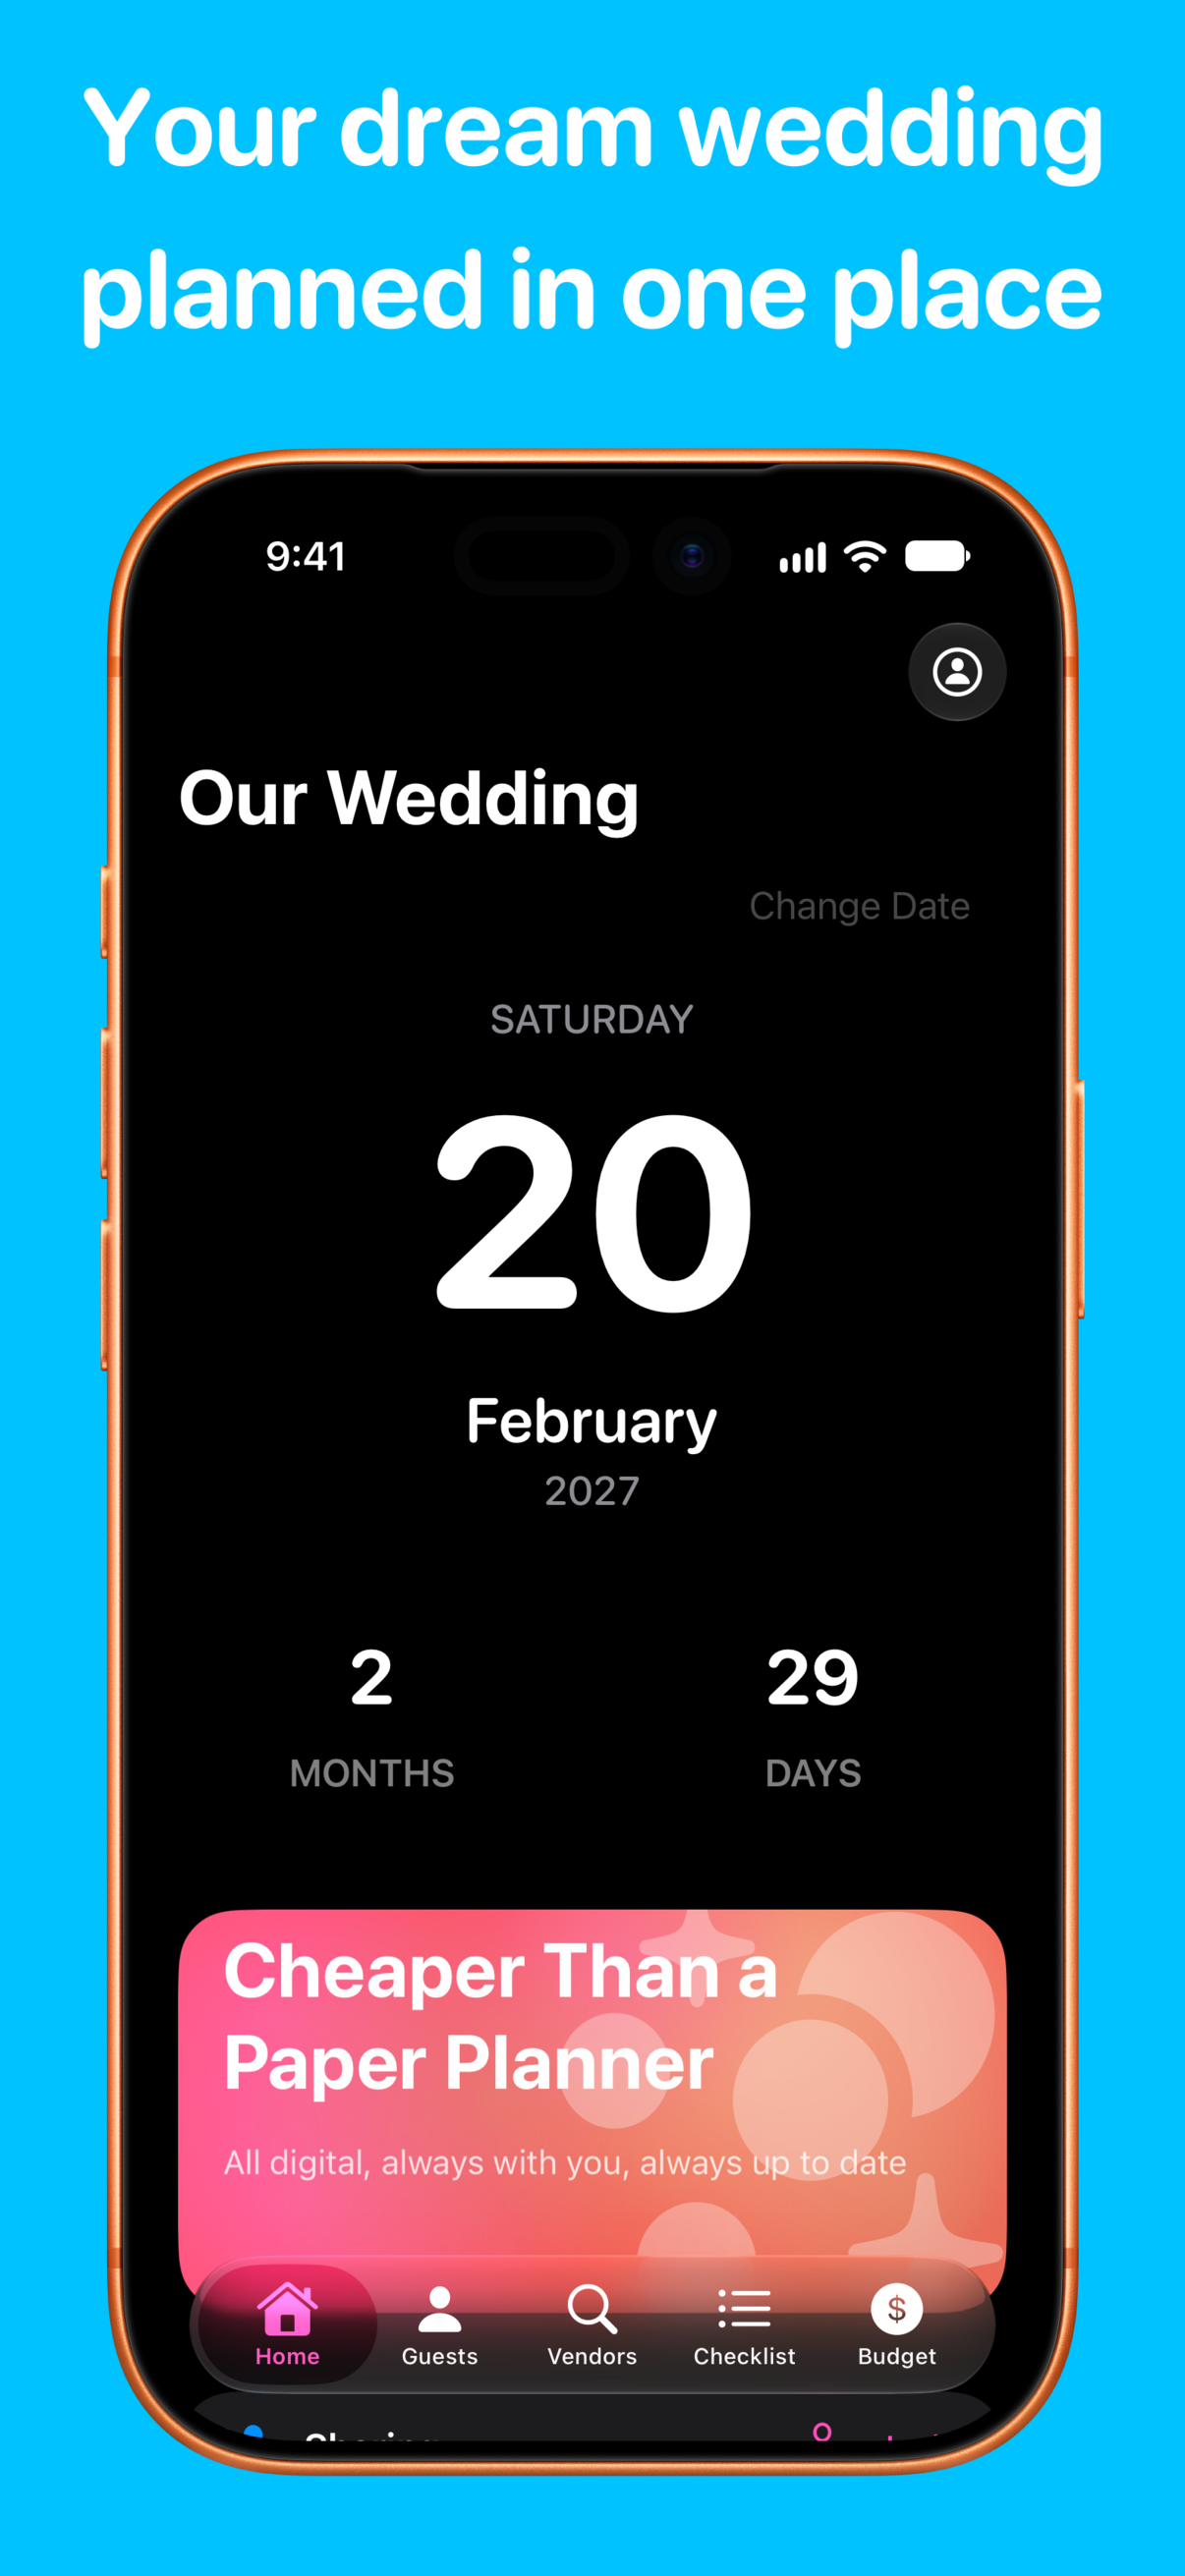 Your dream wedding
planned in one place
9:41
Our Wedding
Change Date
SATURDAY
20
February
2027
2
29
MONTHS
DAYS
Cheaper Than a
Paper Planner
All digital, always with you, always up to date
$
Home
Guests
Vendors
Checklist
Budget